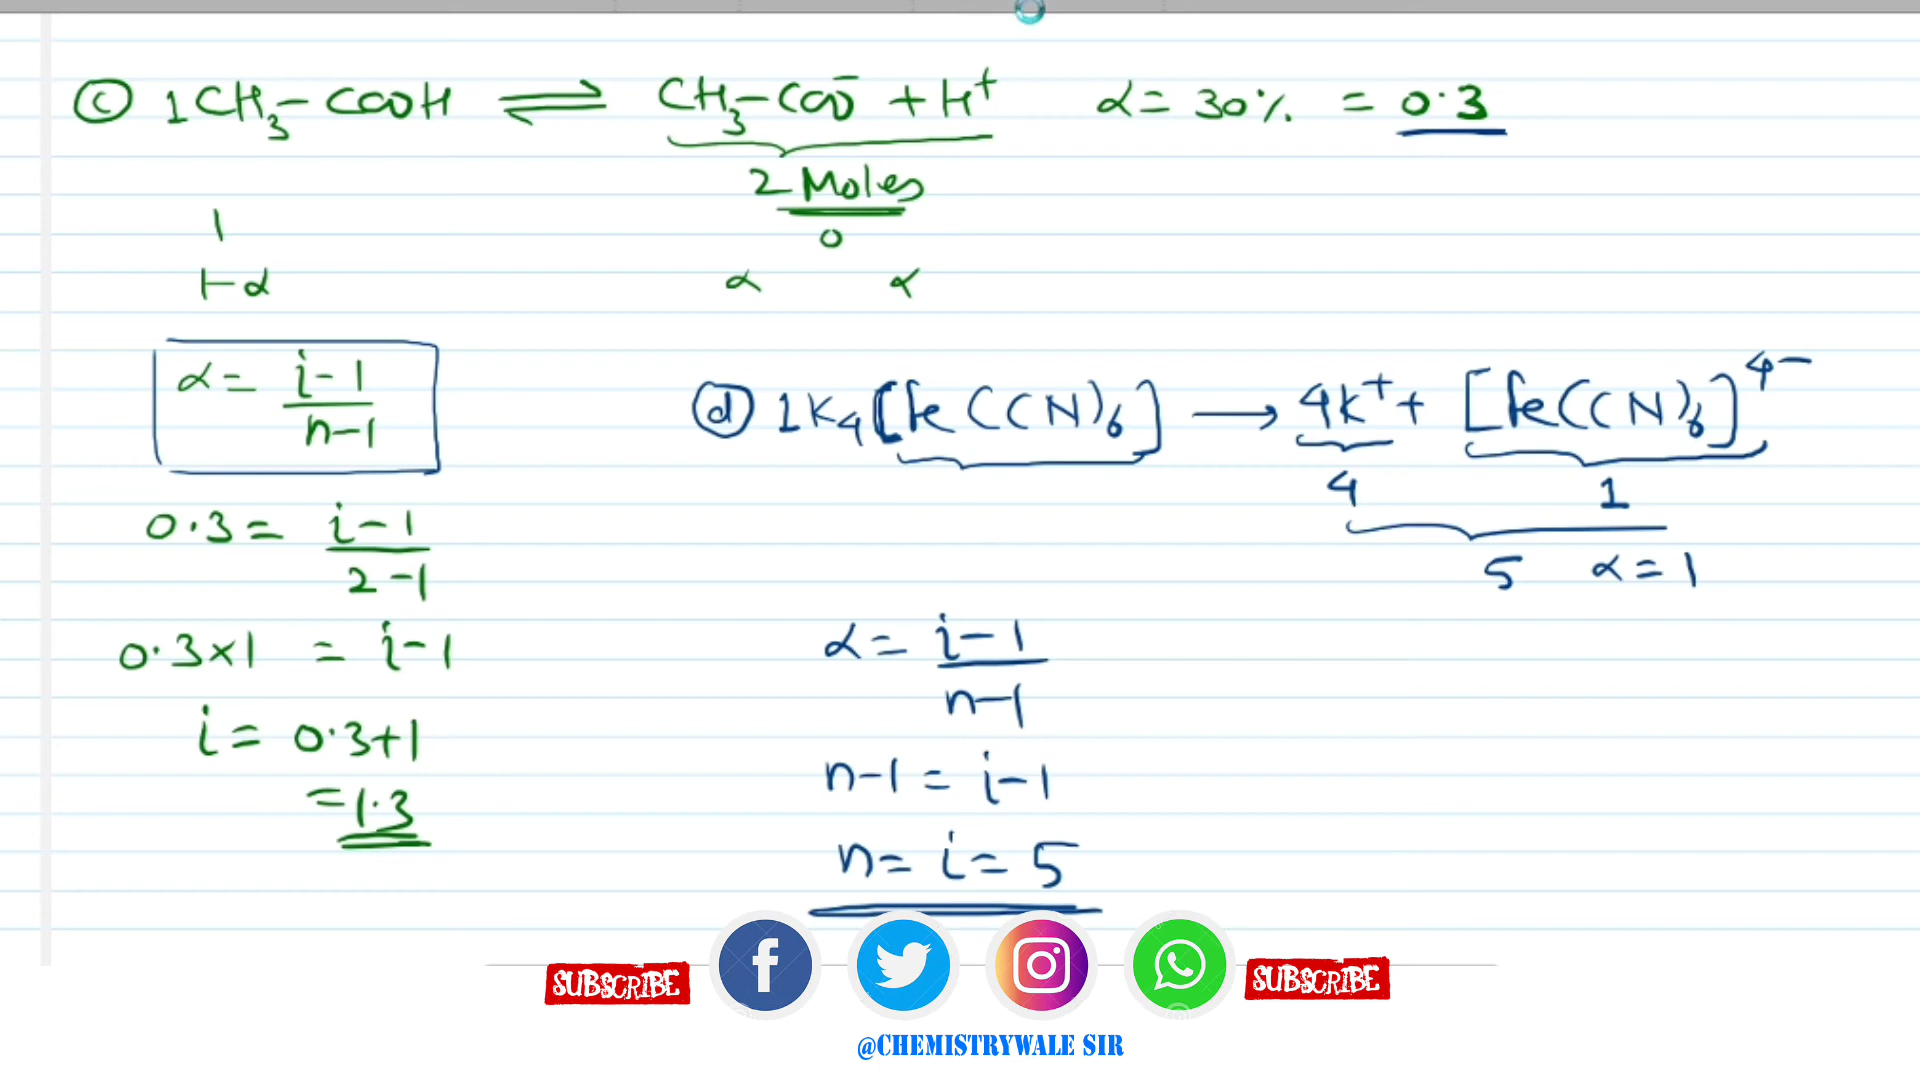 (c) 1CH₃-COOH ⇌ CH₃-COO⁻ + H⁺ α = 30% = 0.3
2 Moles
1 0
1-α α α
α = i-1 / n-1
0.3 = i-1 / 2-1
0.3×1 = i-1
i = 0.3+1
= 1.3
(d) 1K₄[Fe(CN)₆] → 4K⁺ + [Fe(CN)₆]⁴⁻
4 1
5 α = 1
α = i-1 / n-1
n-1 = i-1
n = i = 5
SUBSCRIBE
SUBSCRIBE
@CHEMISTRYWALE SIR